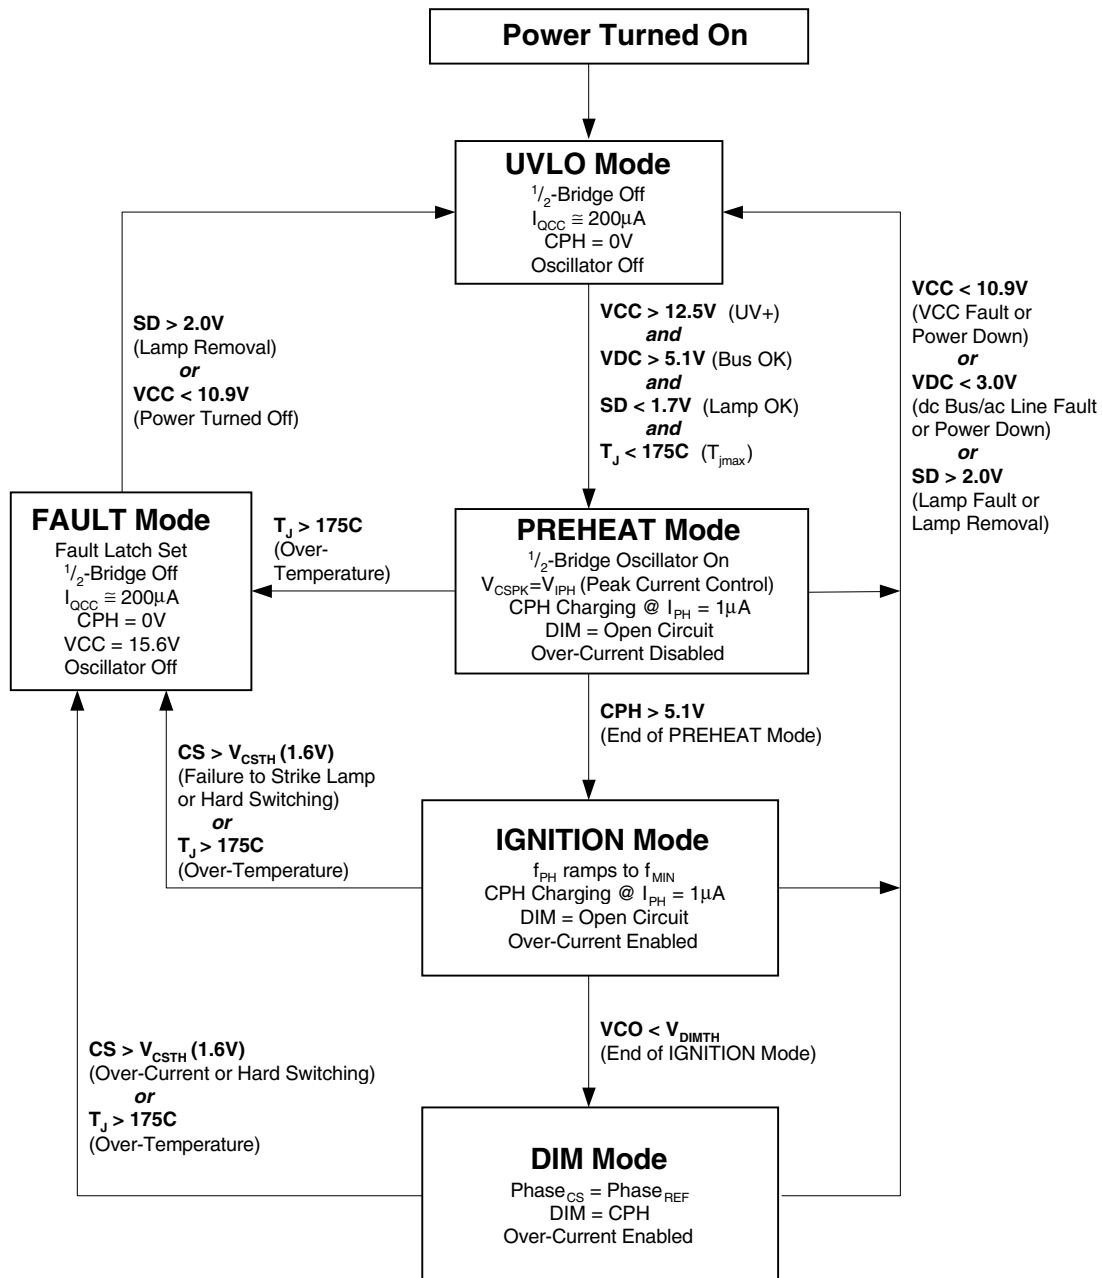 Power Turned On
UVLO Mode
1/2-Bridge Off
IQCC ≅ 200μA
CPH = 0V
Oscillator Off
SD > 2.0V
(Lamp Removal)
or
VCC < 10.9V
(Power Turned Off)
VCC > 12.5V (UV+)
and
VDC > 5.1V (Bus OK)
and
SD < 1.7V (Lamp OK)
and
TJ < 175C (Tjmax)
VCC < 10.9V
(VCC Fault or
Power Down)
or
VDC < 3.0V
(dc Bus/ac Line Fault
or Power Down)
or
SD > 2.0V
(Lamp Fault or
Lamp Removal)
FAULT Mode
Fault Latch Set
1/2-Bridge Off
IQCC ≅ 200μA
CPH = 0V
VCC = 15.6V
Oscillator Off
TJ > 175C
(Over-
Temperature)
PREHEAT Mode
1/2-Bridge Oscillator On
VCSPK=VIPH (Peak Current Control)
CPH Charging @ IPH = 1μA
DIM = Open Circuit
Over-Current Disabled
CPH > 5.1V
(End of PREHEAT Mode)
CS > VCSTH (1.6V)
(Failure to Strike Lamp
or Hard Switching)
or
TJ > 175C
(Over-Temperature)
IGNITION Mode
fPH ramps to fMIN
CPH Charging @ IPH = 1μA
DIM = Open Circuit
Over-Current Enabled
VCO < VDIMTH
(End of IGNITION Mode)
CS > VCSTH (1.6V)
(Over-Current or Hard Switching)
or
TJ > 175C
(Over-Temperature)
DIM Mode
PhaseCS = PhaseREF
DIM = CPH
Over-Current Enabled